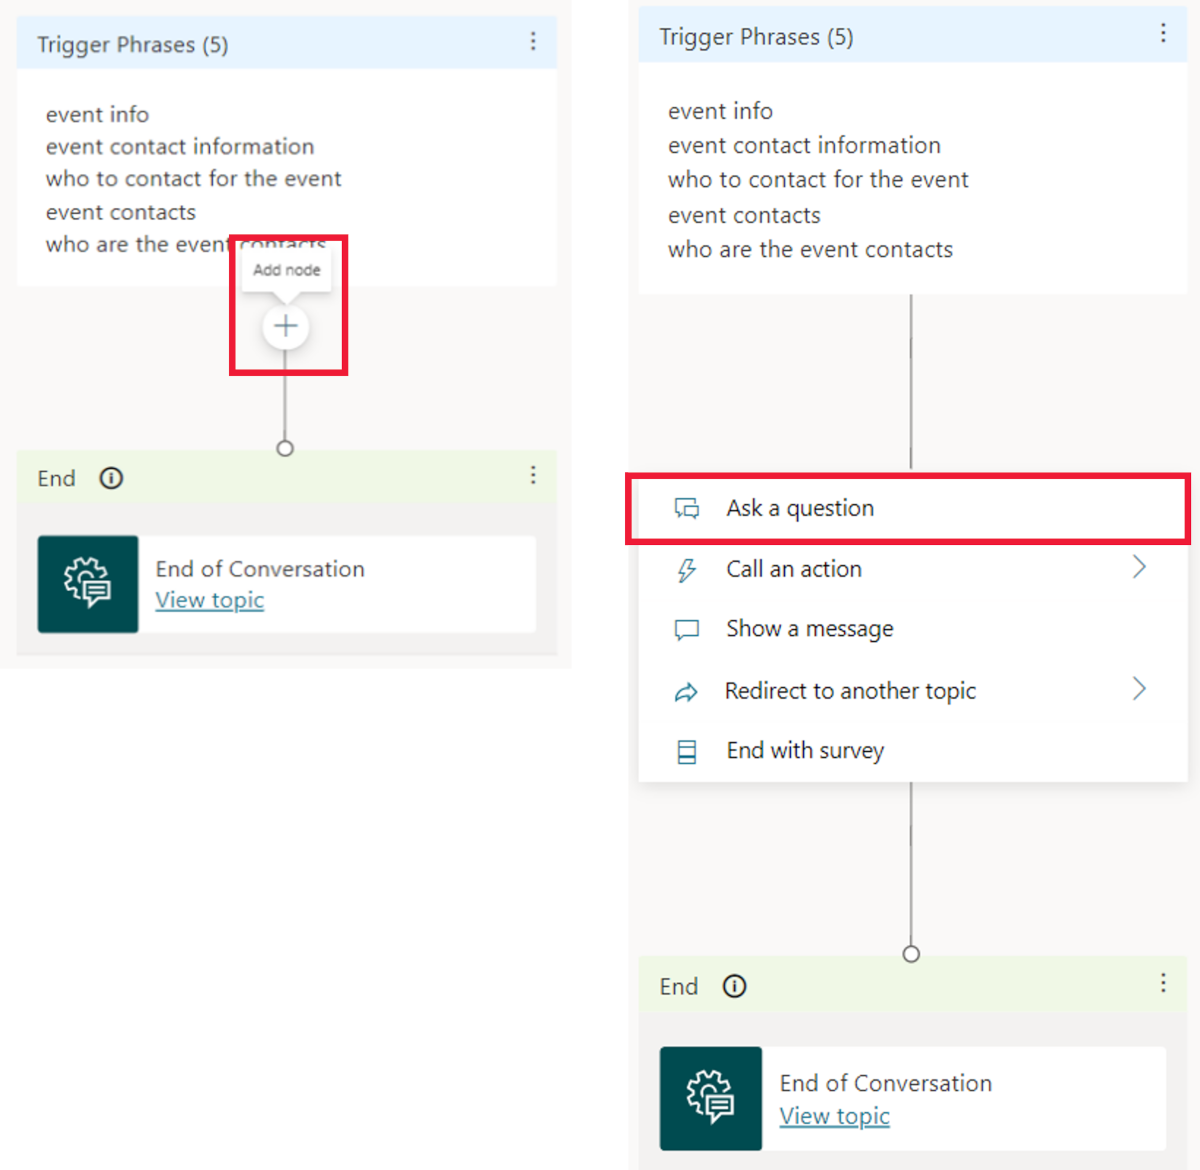 Trigger Phrases (5)
event info
event contact information
who to contact for the event
event contacts
who are the event contacts
Add node
End
End of Conversation
View topic
Trigger Phrases (5)
event info
event contact information
who to contact for the event
event contacts
who are the event contacts
Ask a question
Call an action
Show a message
Redirect to another topic
End with survey
End
End of Conversation
View topic